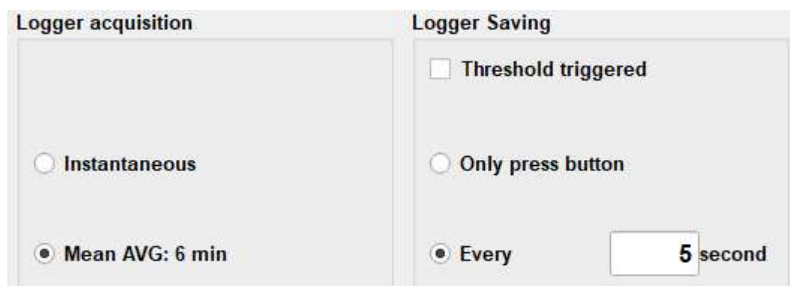 Logger acquisition
Logger Saving
Threshold triggered
Instantaneous
Only press button
Mean AVG: 6 min
Every 5 second